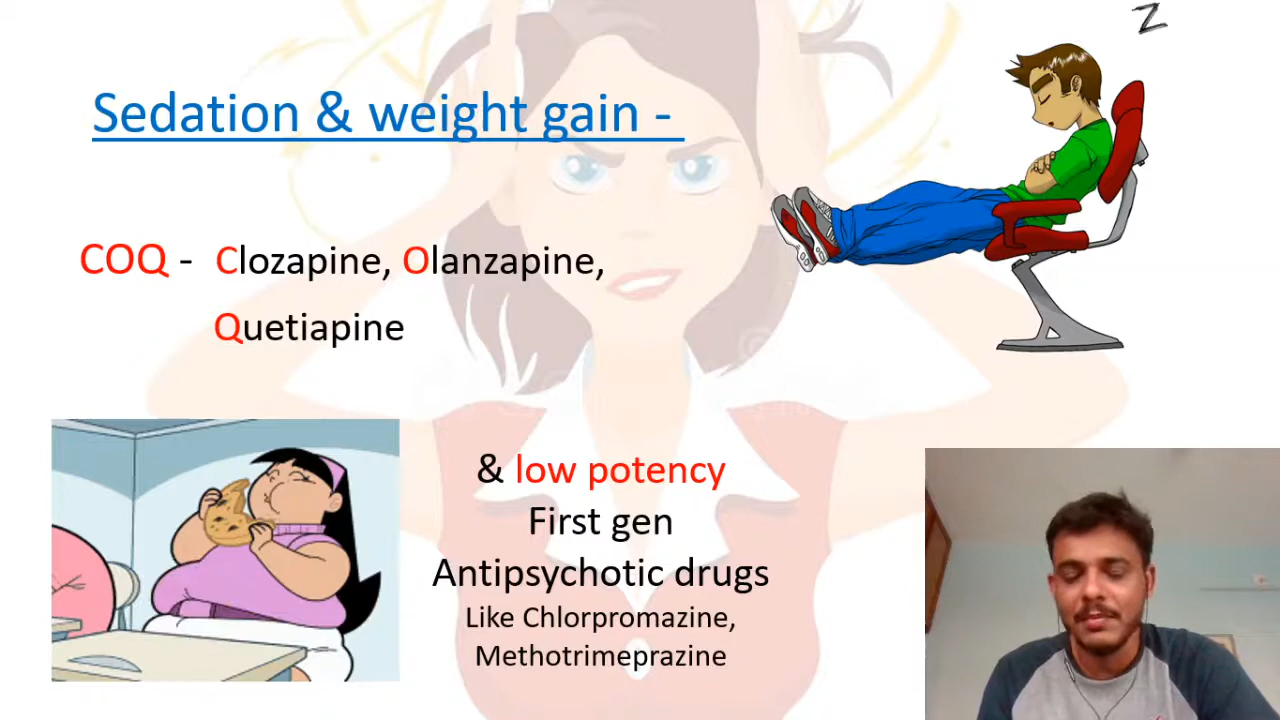 Z
Sedation & weight gain -
COQ - Clozapine, Olanzapine,
Quetiapine
& low potency
First gen
Antipsychotic drugs
Like Chlorpromazine,
Methotrimeprazine